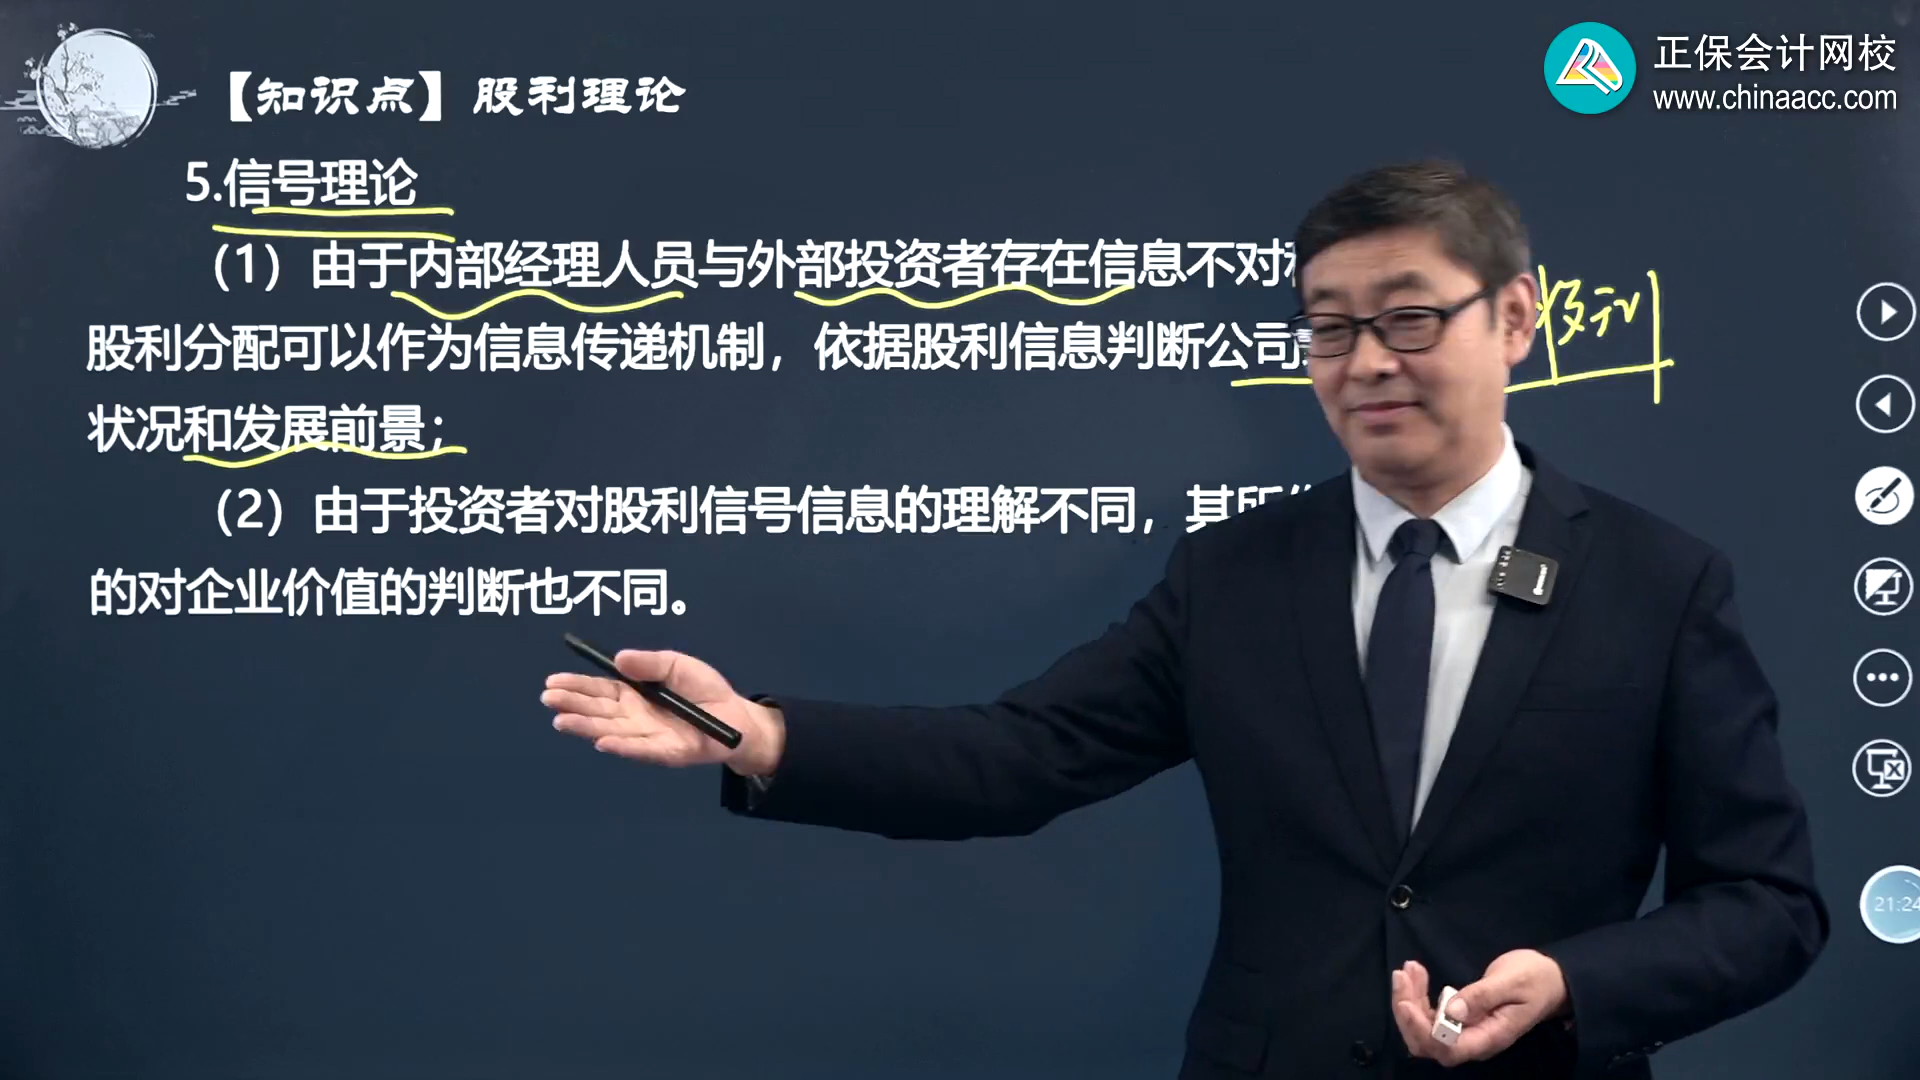 正保会计网校
www.chinaacc.com
【知识点】股利理论
5.信号理论
（1）由于内部经理人员与外部投资者存在信息不对
股利分配可以作为信息传递机制，依据股利信息判断公司
状况和发展前景；
（2）由于投资者对股利信号信息的理解不同，其所
的对企业价值的判断也不同。
21:24